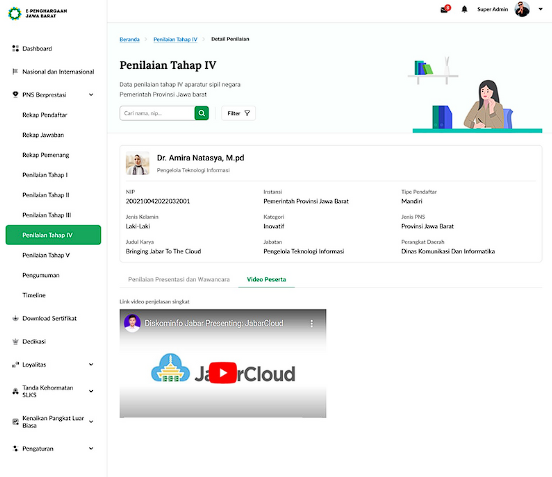 E PENGHARGAAN
JAWA BARAT
Super Admin
Dashboard
Nasional dan Internasional
PNS Berprestasi
Rekap Pendaftar
Rekap Jawaban
Rekap Pemenang
Penilaian Tahap I
Penilaian Tahap II
Penilaian Tahap III
Penilaian Tahap IV
Penilaian Tahap V
Pengumuman
Timeline
Download Sertifikat
Dedikasi
Loyalitas
Tanda Kehormatan
SLKS
Kenaikan Pangkat Luar
Biasa
Pengaturan
Beranda
Penilaian Tahap IV
Detail Penilaian
Penilaian Tahap IV
Data penilaian tahap IV aparatur sipil negara
Pemerintah Provinsi Jawa barat
Cari nama, nip...
Filter
Dr. Amira Natasya, M.pd
Pengelola Teknologi Informasi
NIP
Instansi
Tipe Pendaftar
200210042022032001
Pemerintah Provinsi Jawa Barat
Mandiri
Jenis Kelamin
Kategori
Jenis PNS
Laki-Laki
Inovatif
Provinsi Jawa Barat
Judul Karya
Jabatan
Perangkat Daerah
Bringing Jabar To The Cloud
Pengelola Teknologi Informasi
Dinas Komunikasi Dan Informatika
Penilaian Presentasi dan Wawancara
Video Peserta
Link video penjelasan singkat
Diskominfo Jabar Presenting: JabarCloud
JabarCloud